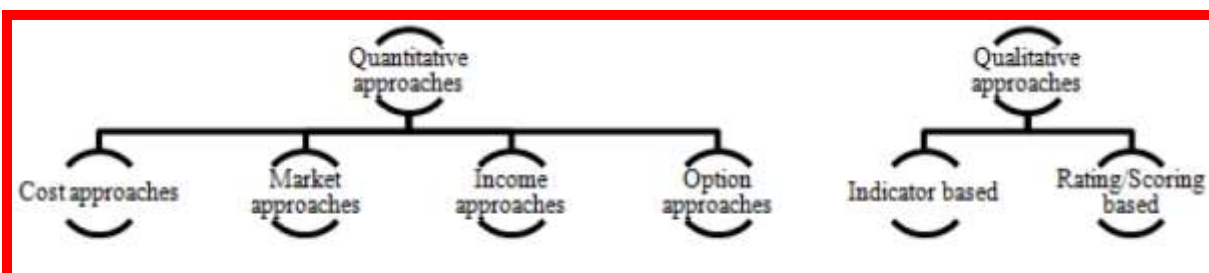 Quantitative
approaches
Qualitative
approaches
Cost approaches
Market
approaches
Income
approaches
Option
approaches
Indicator based
Rating/Scoring
based